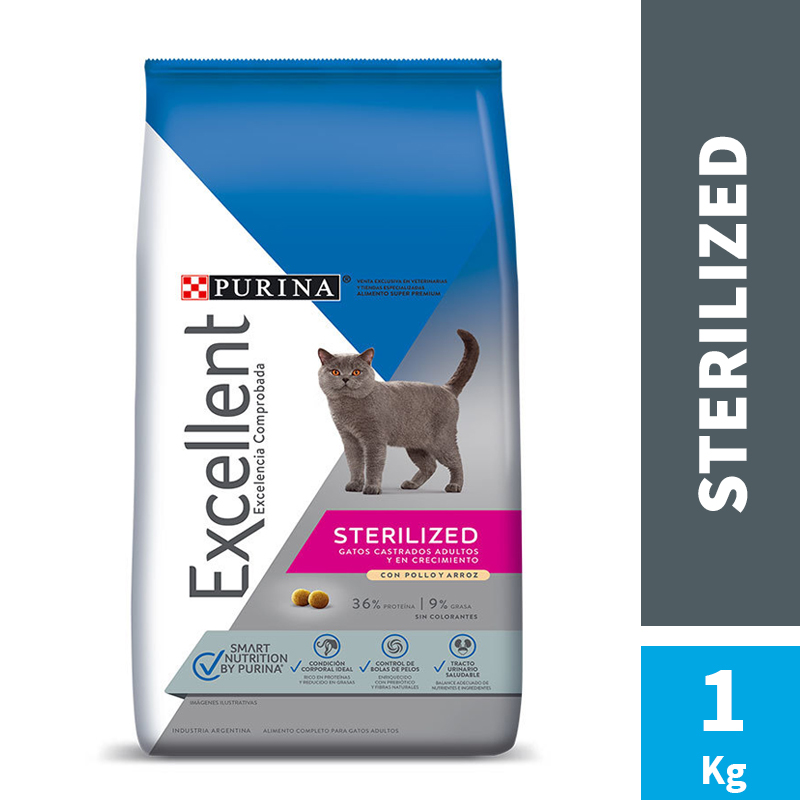 PURINA®
VENTA EXCLUSIVA EN VETERINARIAS
Y TIENDAS ESPECIALIZADAS
ALIMENTO SUPER PREMIUM
Excellent
Excelencia Comprobada
STERILIZED
GATOS CASTRADOS ADULTOS
Y EN CRECIMIENTO
CON POLLO Y ARROZ
36% PROTEÍNA | 9% GRASA
SIN COLORANTES
SMART
NUTRITION
BY PURINA®
CONDICIÓN
CORPORAL IDEAL
RICO EN PROTEÍNAS
Y REDUCIDO EN GRASAS
CONTROL DE
BOLAS DE PELOS
ENRIQUECIDO
CON PREBIÓTICO
Y FIBRAS NATURALES
TRACTO
URINARIO
SALUDABLE
BALANCE ADECUADO DE
NUTRIENTES E INGREDIENTES
IMÁGENES ILUSTRATIVAS
INDUSTRIA ARGENTINA
ALIMENTO COMPLETO PARA GATOS ADULTOS
STERILIZED
1
Kg